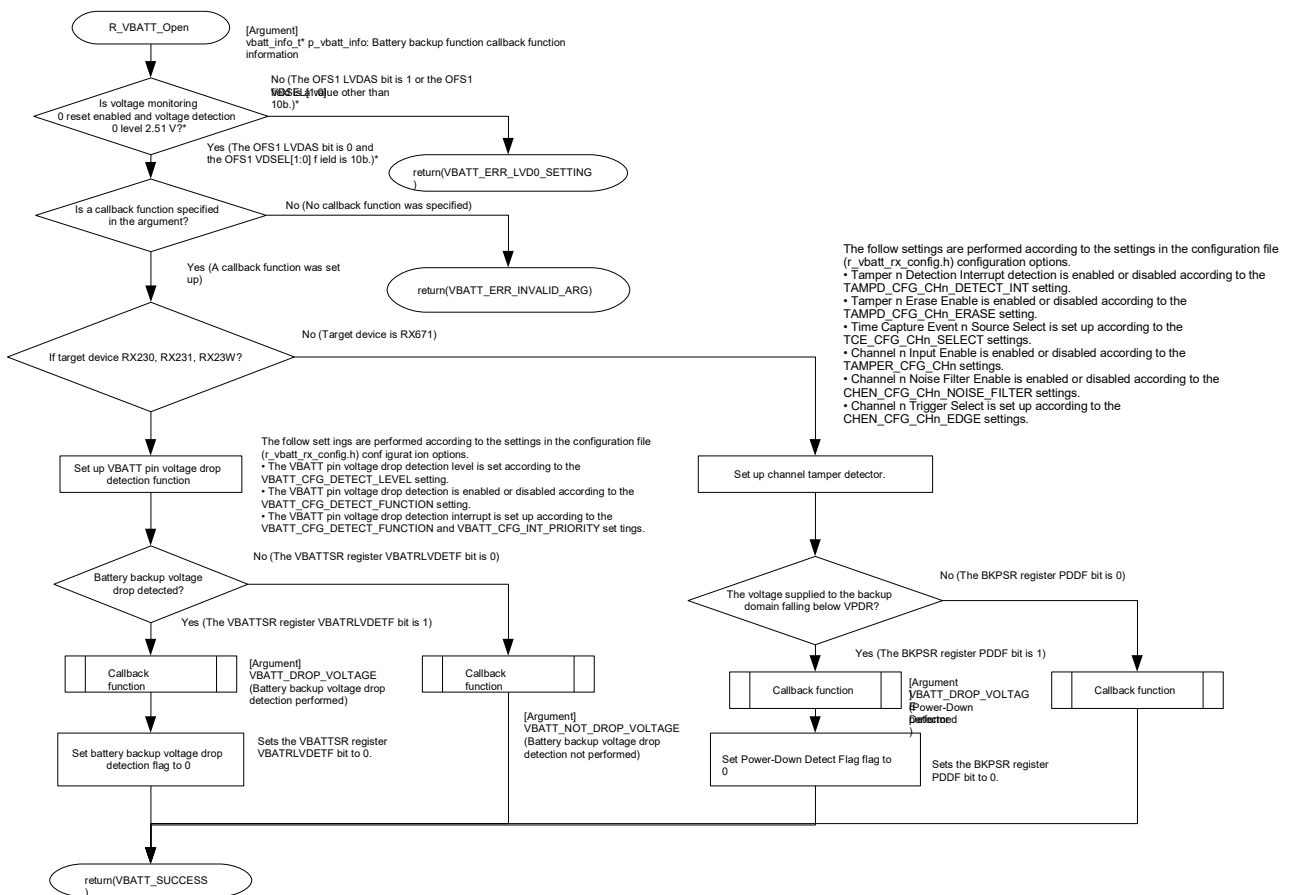 R_VBATT_Open
[Argument]
vbatt_info_t* p_vbatt_info: Battery backup function callback function
information
Is voltage monitoring
0 reset enabled and voltage detection
0 level 2.51 V?*
No (The OFS1 LVDAS bit is 1 or the OFS1
value other than
10b.)*
Yes (The OFS1 LVDAS bit is 0 and
the OFS1 VDSEL[1:0] f ield is 10b.)*
return(VBATT_ERR_LVD0_SETTING
)
Is a callback function specified
in the argument?
No (No callback function was specified)
Yes (A callback function was set
up)
return(VBATT_ERR_INVALID_ARG)
If target device RX230, RX231, RX23W?
No (Target device is RX671)
The follow settings are performed according to the settings in the configuration file
(r_vbatt_rx_config.h) configuration options.
• Tamper n Detection Interrupt detection is enabled or disabled according to the
TAMPD_CFG_CHn_DETECT_INT setting.
• Tamper n Erase Enable is enabled or disabled according to the
TAMPD_CFG_CHn_ERASE setting.
• Time Capture Event n Source Select is set up according to the
TCE_CFG_CHn_SELECT settings.
• Channel n Input Enable is enabled or disabled according to the
TAMPER_CFG_CHn settings.
• Channel n Noise Filter Enable is enabled or disabled according to the
CHEN_CFG_CHn_NOISE_FILTER settings.
• Channel n Trigger Select is set up according to the
CHEN_CFG_CHn_EDGE settings.
Set up VBATT pin voltage drop
detection function
The follow sett ings are performed according to the settings in the configuration file
(r_vbatt_rx_config.h) conf igurat ion options.
• The VBATT pin voltage drop detection level is set according to the
VBATT_CFG_DETECT_LEVEL setting.
• The VBATT pin voltage drop detection is enabled or disabled according to the
VBATT_CFG_DETECT_FUNCTION setting.
• The VBATT pin voltage drop detection interrupt is set up according to the
VBATT_CFG_DETECT_FUNCTION and VBATT_CFG_INT_PRIORITY set tings.
Set up channel tamper detector.
Battery backup voltage
drop detected?
No (The VBATTSR register VBATRLVDETF bit is 0)
Yes (The VBATTSR register VBATRLVDETF bit is 1)
The voltage supplied to the backup
domain falling below VPDR?
No (The BKPSR register PDDF bit is 0)
Yes (The BKPSR register PDDF bit is 1)
Callback
function
[Argument]
VBATT_DROP_VOLTAGE
(Battery backup voltage drop
detection performed)
Callback
function
[Argument]
VBATT_NOT_DROP_VOLTAGE
(Battery backup voltage drop
detection not performed)
Callback function
[Argument
VBATT_DROP_VOLTAG
(Power-Down
)
Callback function
Set battery backup voltage drop
detection flag to 0
Sets the VBATTSR register
VBATRLVDETF bit to 0.
Set Power-Down Detect Flag flag to
0
Sets the BKPSR register
PDDF bit to 0.
return(VBATT_SUCCESS
)